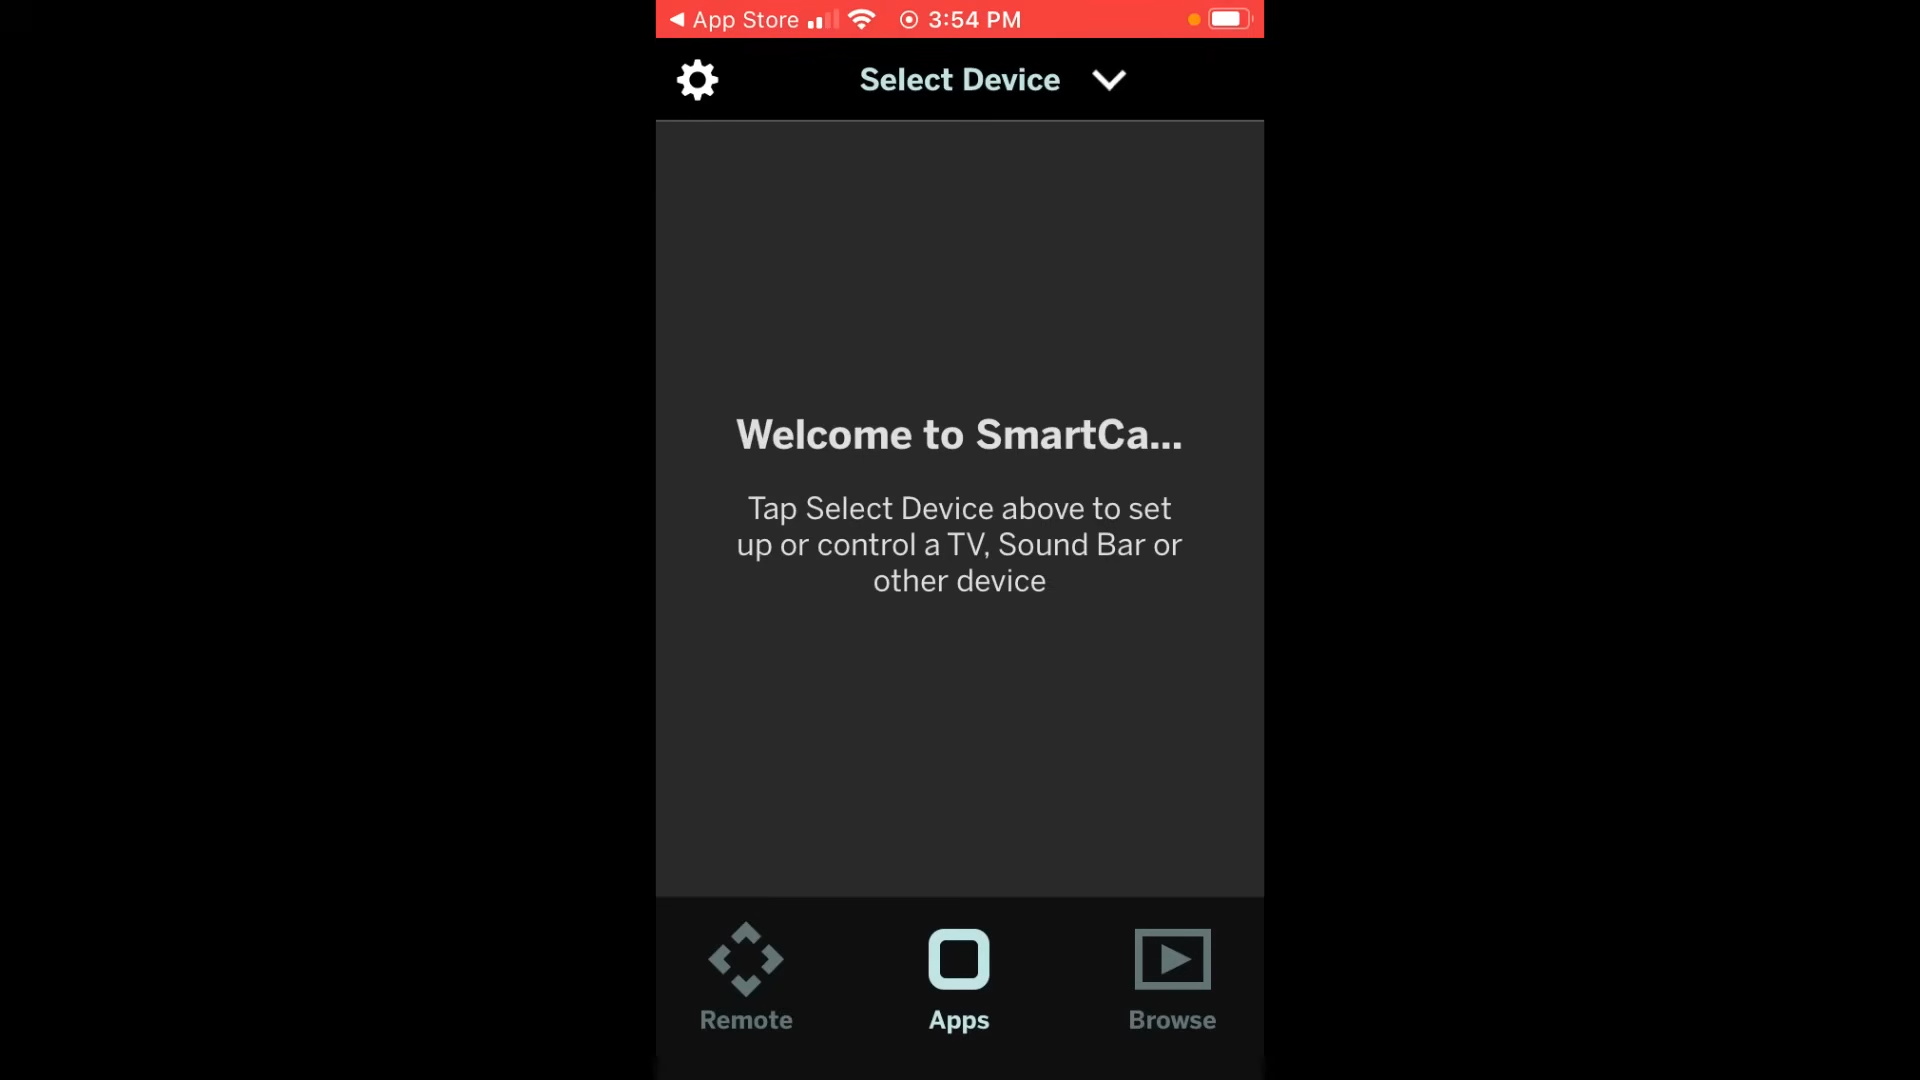 App Store 3:54 PM
Select Device
Welcome to SmartCa...
Tap Select Device above to set
up or control a TV, Sound Bar or
other device
Remote Apps Browse